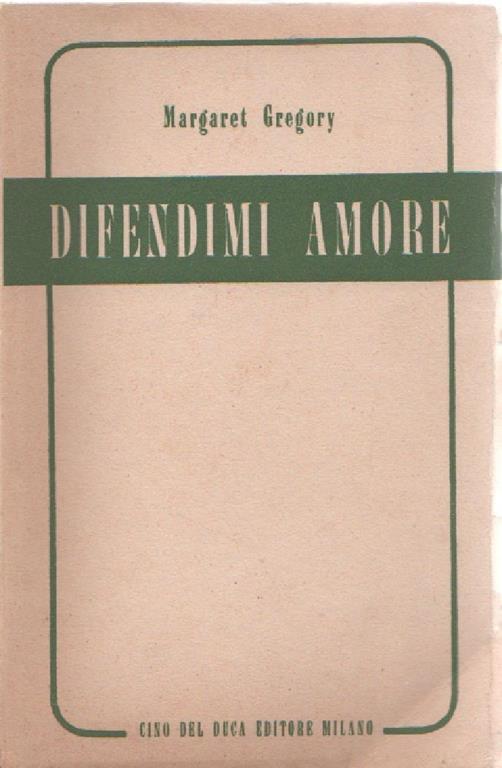 Margaret Gregory
DIFENDIMI AMORE
CINO DEL DUCA EDITORE MILANO